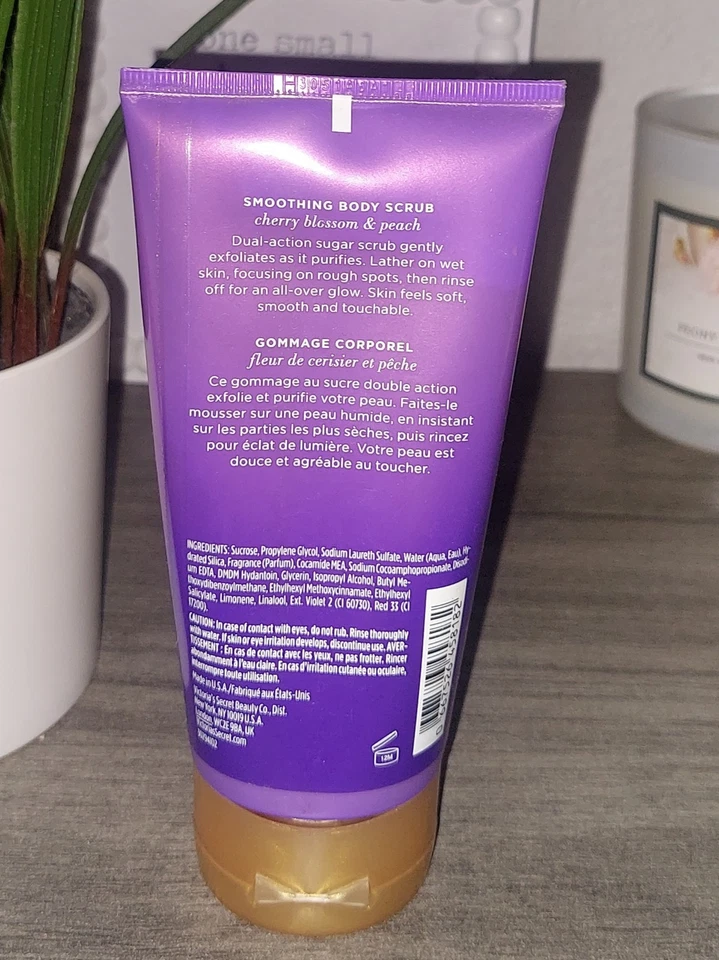 one small
SMOOTHING BODY SCRUB
cherry blossom & peach
Dual-action sugar scrub gently
exfoliates as it purifies. Lather on wet
skin, focusing on rough spots, then rinse
off for an all-over glow. Skin feels soft,
smooth and touchable.
GOMMAGE CORPOREL
fleur de cerisier et pêche
Ce gommage au sucre double action
exfolie et purifie votre peau. Faites-le
mousser sur une peau humide, en insistant
sur les parties les plus sèches, puis rincez
pour éclat de lumière. Votre peau est
douce et agréable au toucher.
INGREDIENTS: Sucrose, Propylene Glycol, Sodium Laureth Sulfate, Water (Aqua, Eau), Hy-
drated Silica, Fragrance (Parfum), Cocamide MEA, Sodium Cocoamphopropionate, Disodi-
um EDTA, DMDM Hydantoin, Glycerin, Isopropyl Alcohol, Butyl Me-
thoxydibenzoylmethane, Ethylhexyl Methoxycinnamate, Ethylhexyl
Salicylate, Limonene, Linalool, Ext. Violet 2 (CI 60730), Red 33 (CI
17200).
CAUTION: In case of contact with eyes, do not rub. Rinse thoroughly
with water. If skin or eye irritation develops, discontinue use. AVER-
TISSEMENT : En cas de contact avec les yeux, ne pas frotter. Rincer
abondamment à l'eau claire. En cas d'irritation cutanée ou oculaire,
interrompre toute utilisation.
Made in U.S.A./Fabriqué aux États-Unis
Victoria's Secret Beauty Co., Dist.
New York, NY 10019 U.S.A.
London, WC2E 9BA, UK
VictoriasSecret.com
12M